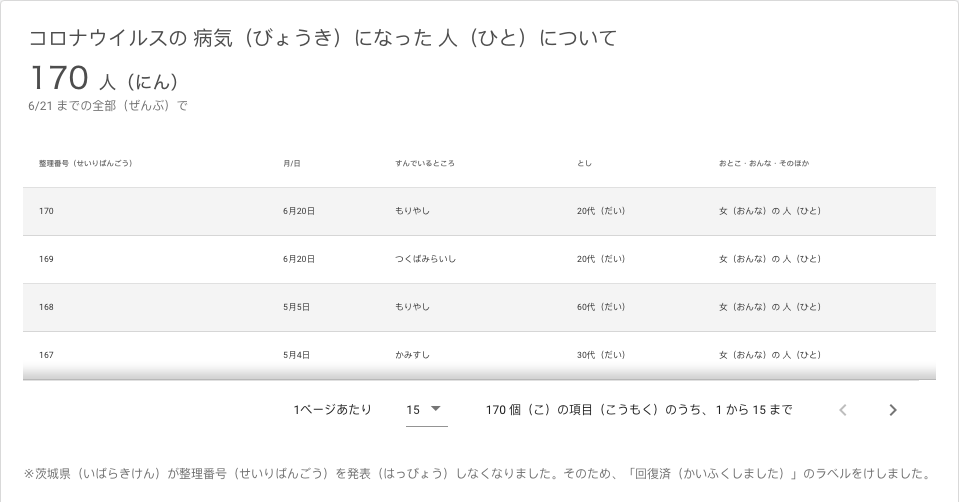 コロナウイルスの 病気（びょうき）になった 人（ひと）について
170 人（にん）
6/21 までの全部（ぜんぶ）で
整理番号（せいりばんごう） 月/日 すんでいるところ とし おとこ・おんな・そのほか
170 6月20日 もりやし 20代（だい） 女（おんな）の 人（ひと）
169 6月20日 つくばみらいし 20代（だい） 女（おんな）の 人（ひと）
168 5月5日 もりやし 60代（だい） 女（おんな）の 人（ひと）
167 5月4日 かみすし 30代（だい） 女（おんな）の 人（ひと）
1ページあたり 15 170 個（こ）の項目（こうもく）のうち、1 から 15 まで
※茨城県（いばらきけん）が整理番号（せいりばんごう）を発表（はっぴょう）しなくなりました。そのため、「回復済（かいふくしました）」のラベルをけしました。